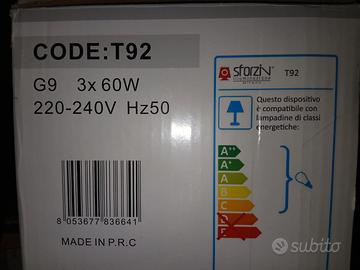 CODE:T92
G9 3x 60W
220-240V Hz50
8 053677 836641
MADE IN P.R.C
sforzin
illuminazione
T92
Questo dispositivo
è compatibile con
lampadine di classi
energetiche:
A++
A+
A
B
C
D
E
subito